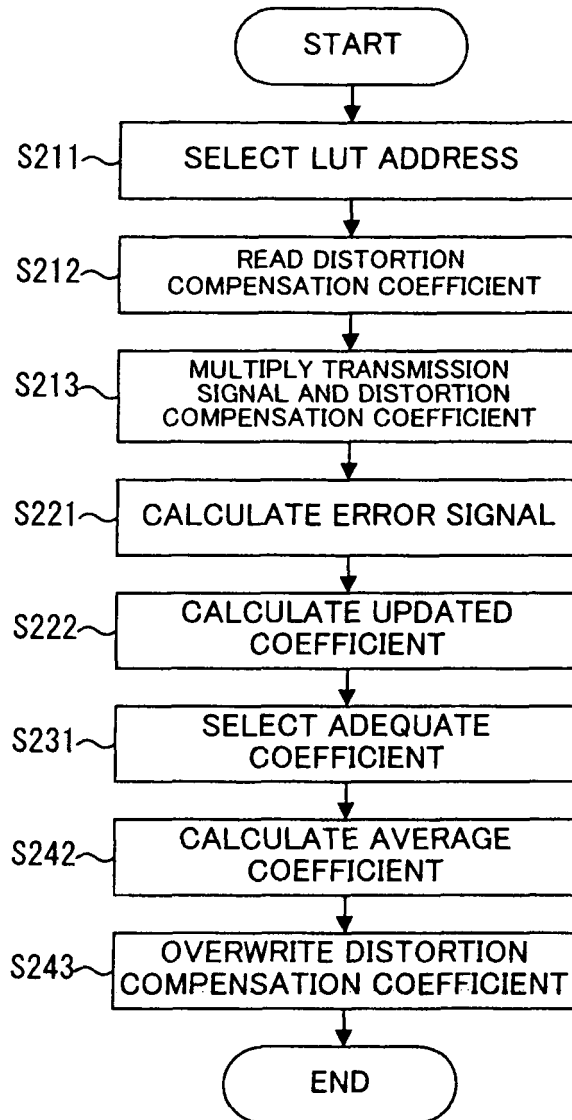 START
S211
SELECT LUT ADDRESS
S212
READ DISTORTION
COMPENSATION COEFFICIENT
S213
MULTIPLY TRANSMISSION
SIGNAL AND DISTORTION
COMPENSATION COEFFICIENT
S221
CALCULATE ERROR SIGNAL
S222
CALCULATE UPDATED
COEFFICIENT
S231
SELECT ADEQUATE
COEFFICIENT
S242
CALCULATE AVERAGE
COEFFICIENT
S243
OVERWRITE DISTORTION
COMPENSATION COEFFICIENT
END